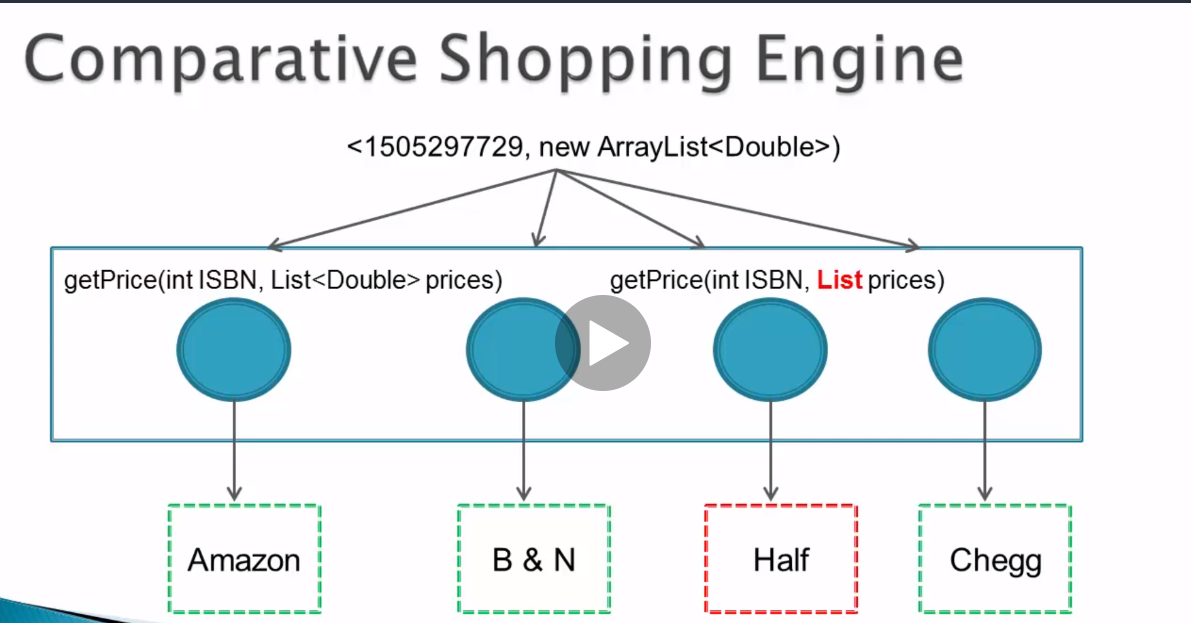 Comparative Shopping Engine
<1505297729, new ArrayList<Double>)
getPrice(int ISBN, List<Double> prices)
getPrice(int ISBN, List prices)
Amazon
B & N
Half
Chegg